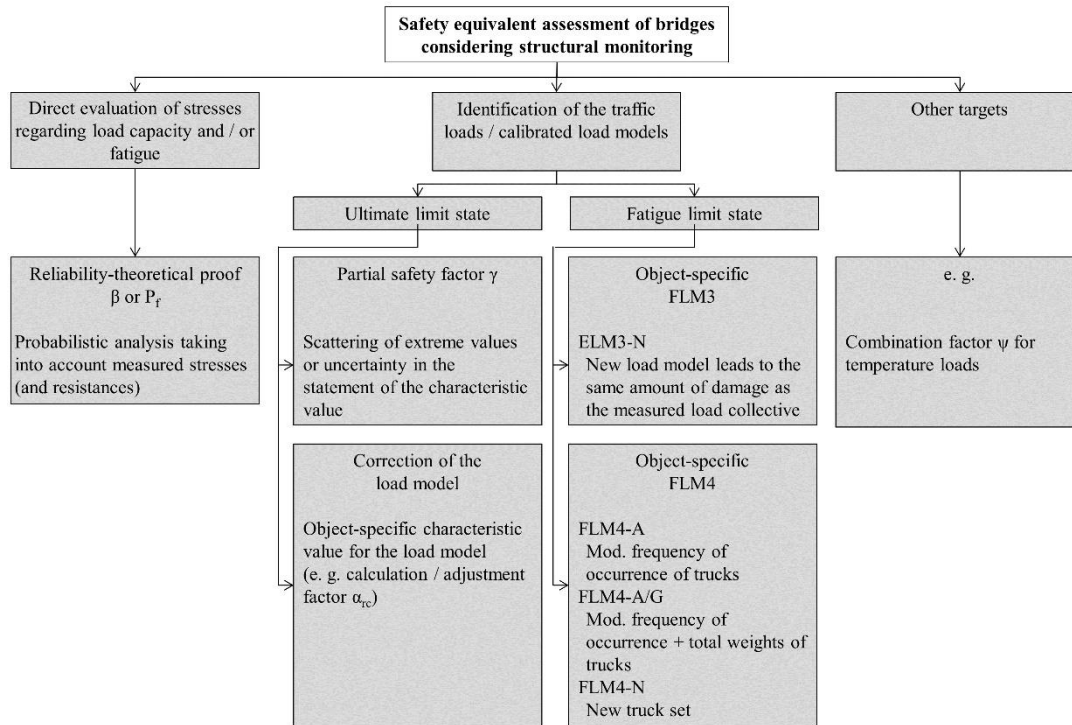 Safety equivalent assessment of bridges
considering structural monitoring
Direct evaluation of stresses
regarding load capacity and / or
fatigue
Identification of the traffic
loads / calibrated load models
Other targets
Ultimate limit state
Fatigue limit state
Reliability-theoretical proof
β or Pf
Probabilistic analysis taking
into account measured stresses
(and resistances)
Partial safety factor γ
Scattering of extreme values
or uncertainty in the
statement of the characteristic
value
Object-specific
FLM3
ELM3-N
New load model leads to the
same amount of damage as
the measured load collective
e. g.
Combination factor ψ for
temperature loads
Correction of the
load model
Object-specific characteristic
value for the load model
(e. g. calculation / adjustment
factor αrc)
Object-specific
FLM4
FLM4-A
Mod. frequency of
occurrence of trucks
FLM4-A/G
Mod. frequency of
occurrence + total weights of
trucks
FLM4-N
New truck set